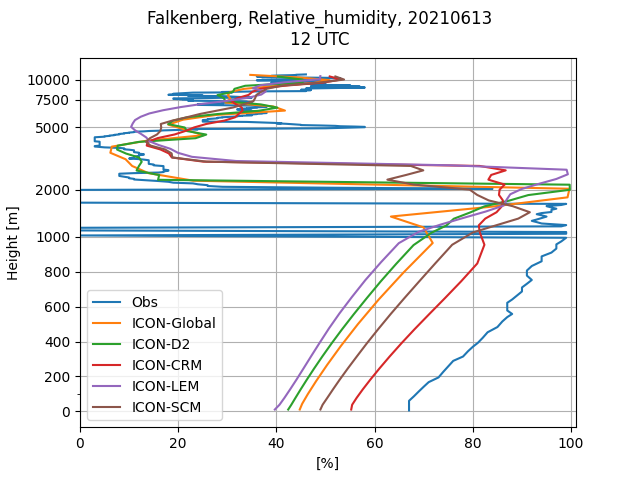 Falkenberg, Relative_humidity, 20210613
12 UTC
10000
7500
5000
2000
1000
800
600
400
200
0
Height [m]
Obs
ICON-Global
ICON-D2
ICON-CRM
ICON-LEM
ICON-SCM
0 20 40 60 80 100
[%]